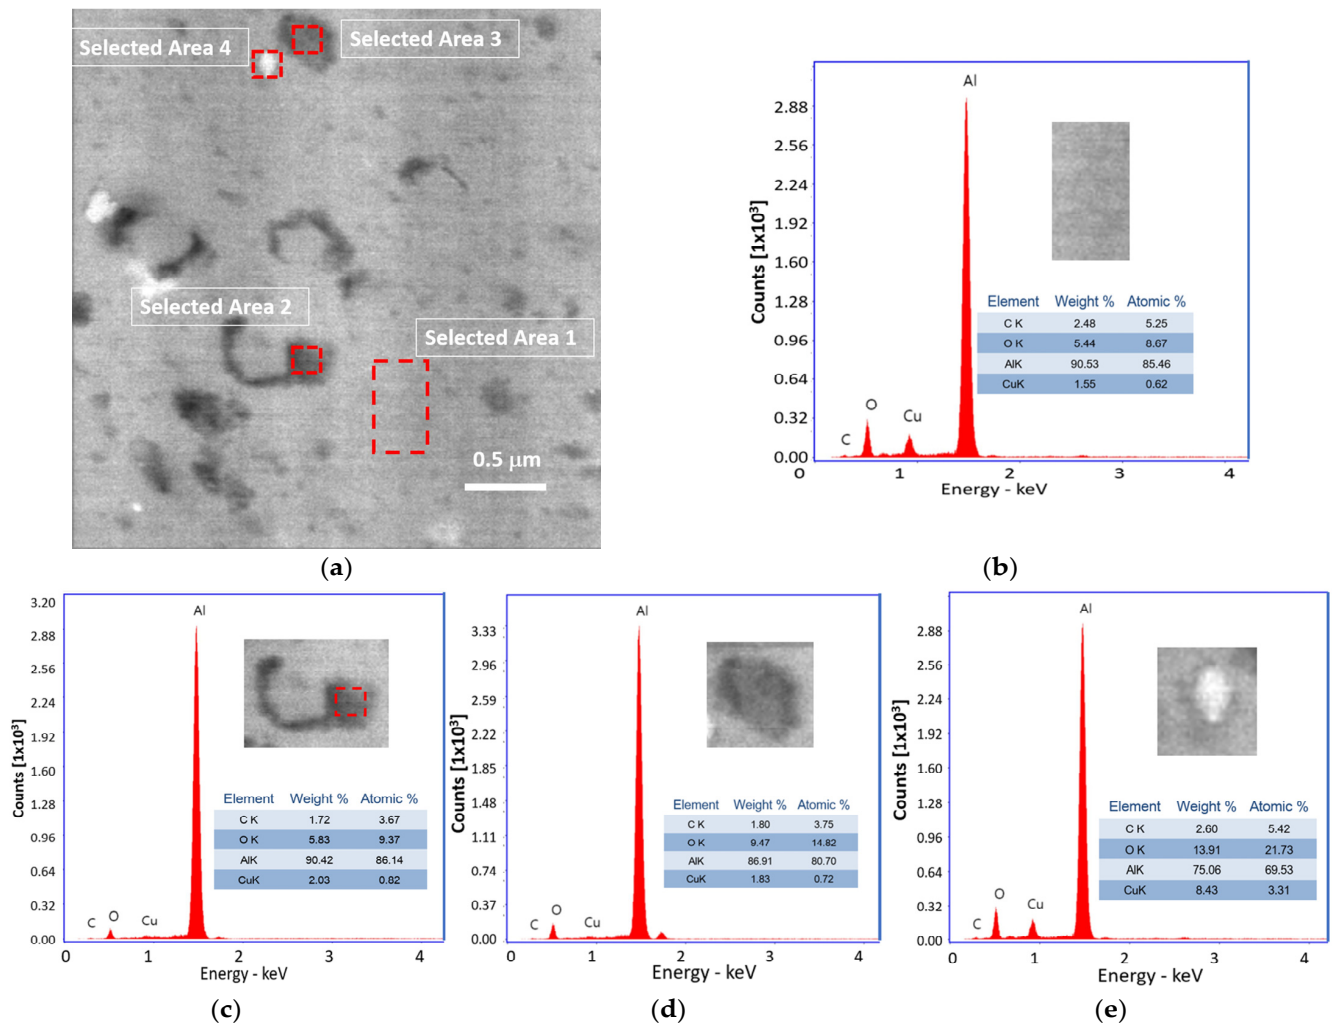 Selected Area 4
Selected Area 3
Selected Area 2
Selected Area 1
0.5 μm
(a)
Counts [1x10³]
2.88
2.56
2.24
1.92
1.60
1.28
0.96
0.64
0.32
0.00
Al
C
O
Cu
Element Weight % Atomic %
C K 2.48 5.25
O K 5.44 8.67
AlK 90.53 85.46
CuK 1.55 0.62
0 1 2 3 4
Energy - keV
(b)
Counts [1x10³]
3.20
2.88
2.56
2.24
1.92
1.60
1.28
0.96
0.64
0.32
0.00
Al
C O Cu
Element Weight % Atomic %
C K 1.72 3.67
O K 5.83 9.37
AlK 90.42 86.14
CuK 2.03 0.82
0 1 2 3 4
Energy - keV
(c)
Counts [1x10³]
3.33
2.96
2.59
2.22
1.85
1.48
1.11
0.74
0.37
0.00
Al
C O Cu
Element Weight % Atomic %
C K 1.80 3.75
O K 9.47 14.82
AlK 86.91 80.70
CuK 1.83 0.72
0 1 2 3 4
Energy - keV
(d)
Counts [1x10³]
2.88
2.56
2.24
1.92
1.60
1.28
0.96
0.64
0.32
0.00
Al
C O Cu
Element Weight % Atomic %
C K 2.60 5.42
O K 13.91 21.73
AlK 75.06 69.53
CuK 8.43 3.31
0 1 2 3 4
Energy - keV
(e)